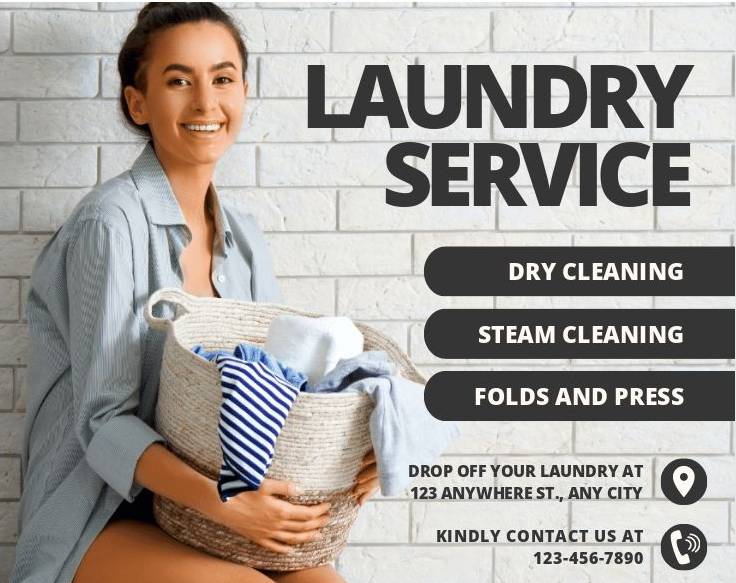 LAUNDRY
SERVICE
DRY CLEANING
STEAM CLEANING
FOLDS AND PRESS
DROP OFF YOUR LAUNDRY AT
123 ANYWHERE ST., ANY CITY
KINDLY CONTACT US AT
123-456-7890